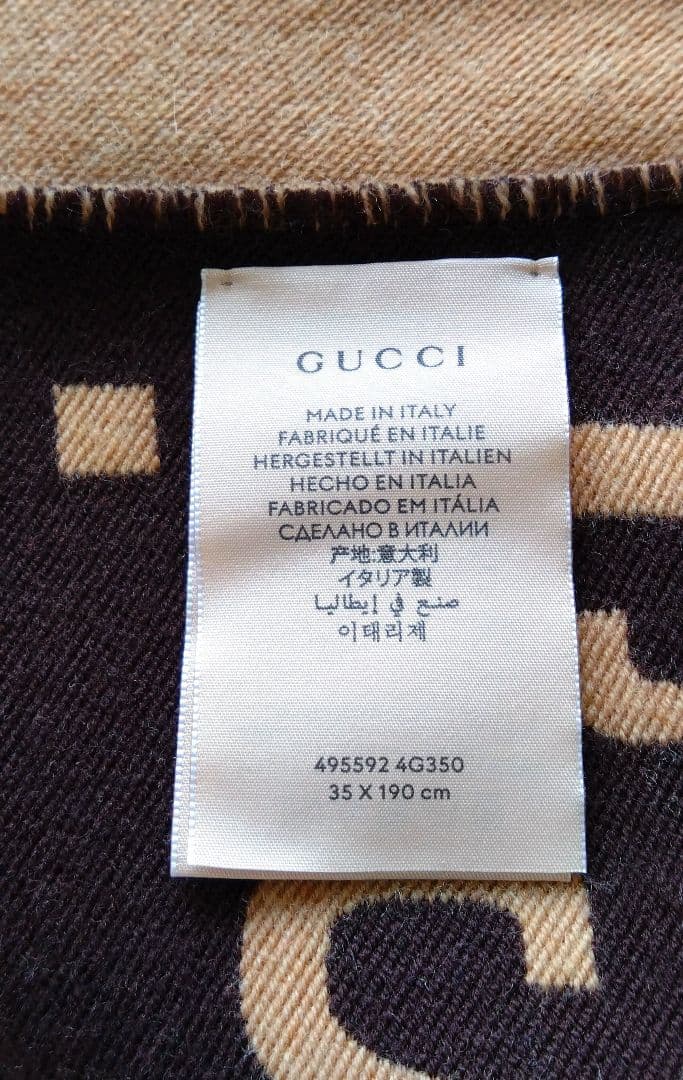 GUCCI
MADE IN ITALY
FABRIQUÉ EN ITALIE
HERGESTELLT IN ITALIEN
HECHO EN ITALIA
FABRICADO EM ITÁLIA
СДЕЛАНО В ИТАЛИИ
产地:意大利
イタリア製
صنع في إيطاليا
이태리제
495592 4G350
35 X 190 cm